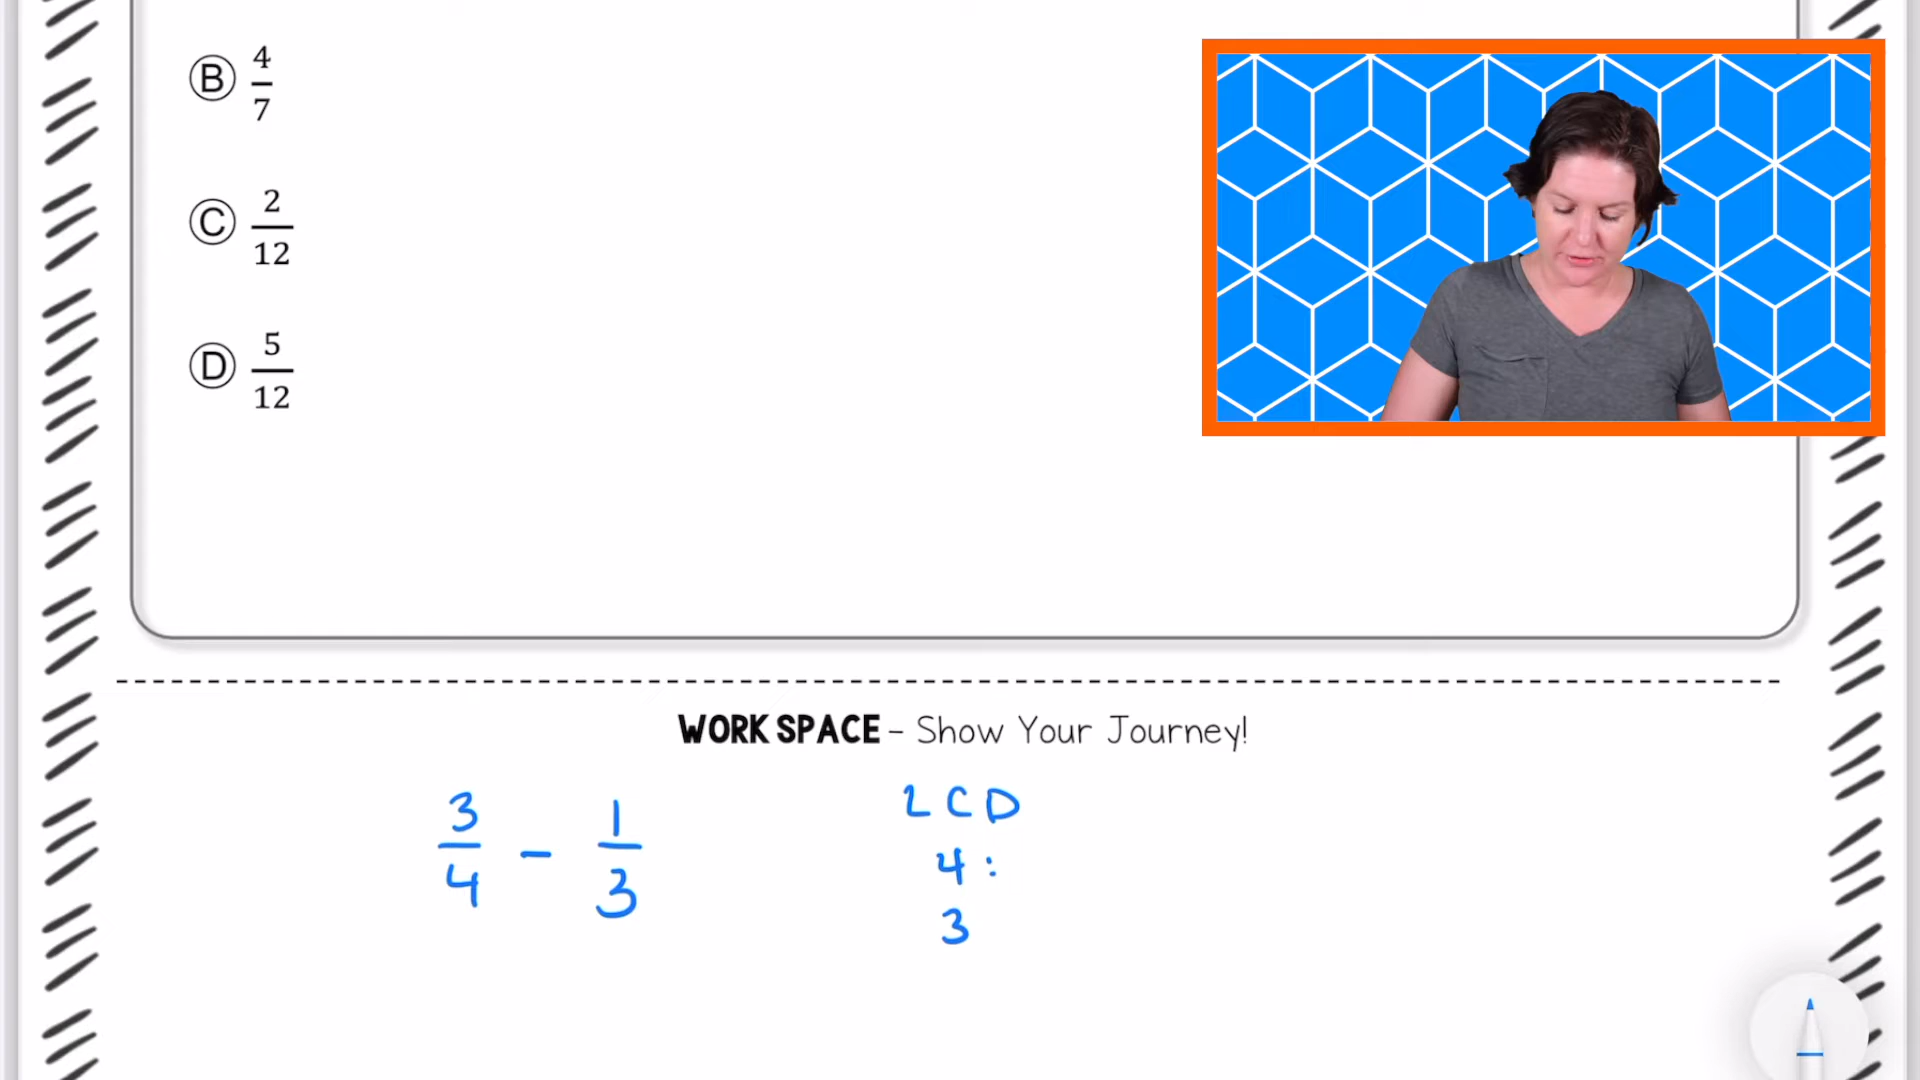 B 4/7
C 2/12
D 5/12
WORK SPACE - Show Your Journey!
3/4 - 1/3
LCD
4:
3